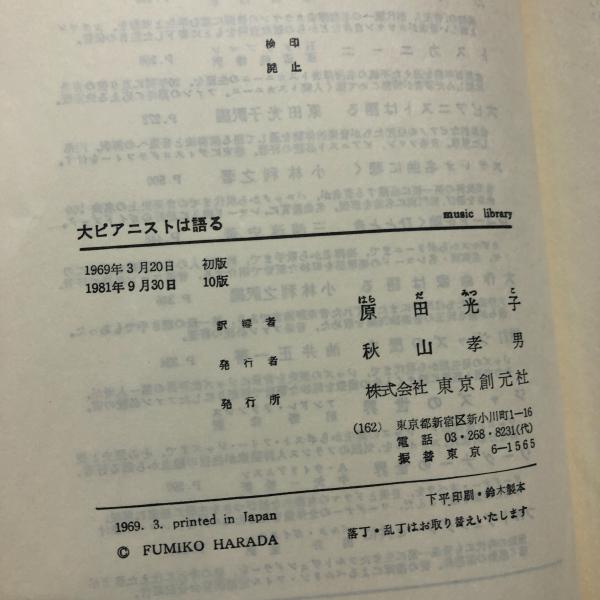 検印
廃止
大ピアニストは語る
music library
1969年3月20日 初版
1981年9月30日 10版
はら だ みつ こ
訳編者 原田光子
発行者 秋山孝男
発行所 株式会社 東京創元社
(162) 東京都新宿区新小川町1―16
電話 03・268・8231(代)
振替 東京 6―1565
1969. 3. printed in Japan
© FUMIKO HARADA
下平印刷・鈴木製本
落丁・乱丁はお取り替えいたします